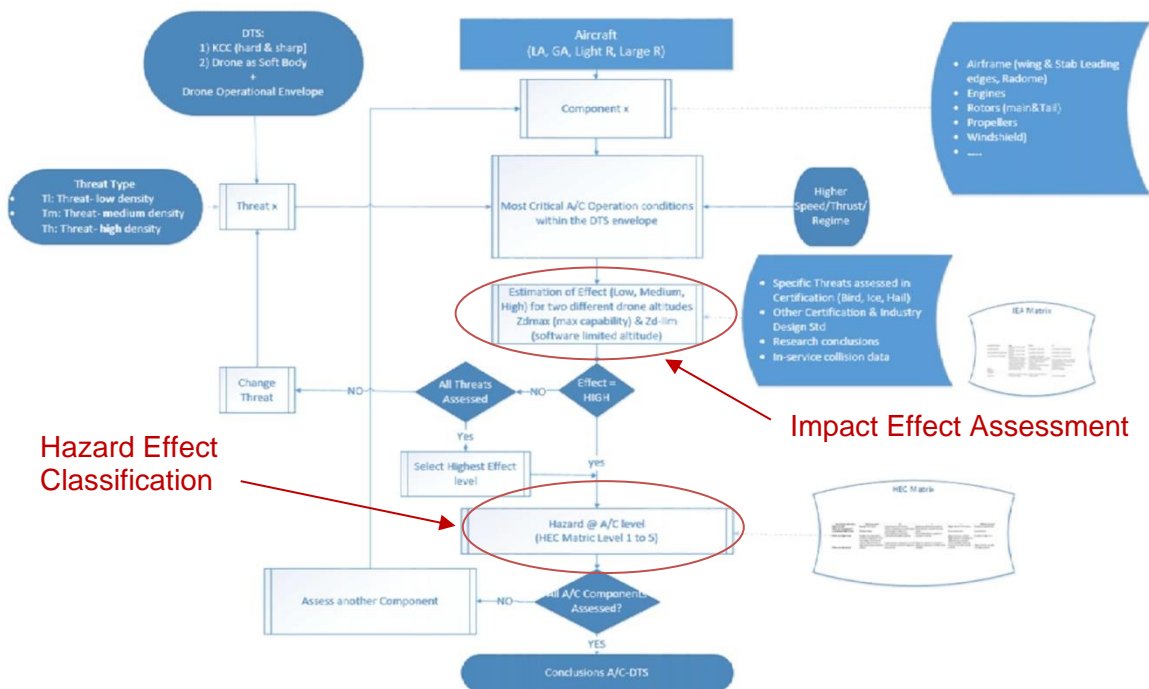 DTS:
1) KCC (hard & sharp]
2) Drone as Soft Body
+
Drone Operational Envelope
Aircraft
(LA, GA, Light R, Large R)
• Airframe (wing & Stab Leading
edges, Radome)
• Engines
• Rotors (main&Tail)
• Propellers
• Windshield)
• .....
Component x
Threat Type
• Tl: Threat- low density
• Tm: Threat- medium density
Th: Threat- high density
Threat x
Most Critical A/C Operation conditions
within the DTS envelope
Higher
Speed/Thrust/
Regime
Estimation of Effect (Low, Medium,
High) for two different drone altitudes
Zdmax (max capability) & Zd-lim
(software limited altitude)
• Specific Threats assessed in
Certification (Bird, Ice, Hail)
• Other Certification & Industry
Design Std
• Research conclusions
• In-service collision data
IEA Matrix
Change
Threat
NO
All Threats
Assessed
NO
Effect =
HIGH
Impact Effect Assessment
Hazard Effect
Classification
Yes
yes
Select Highest Effect
level
HEC Matrix
Hazard @ A/C level
(HEC Matric Level 1 to 5)
Assess another Component
NO
All A/C Components
Assessed?
YES
Conclusions A/C-DTS